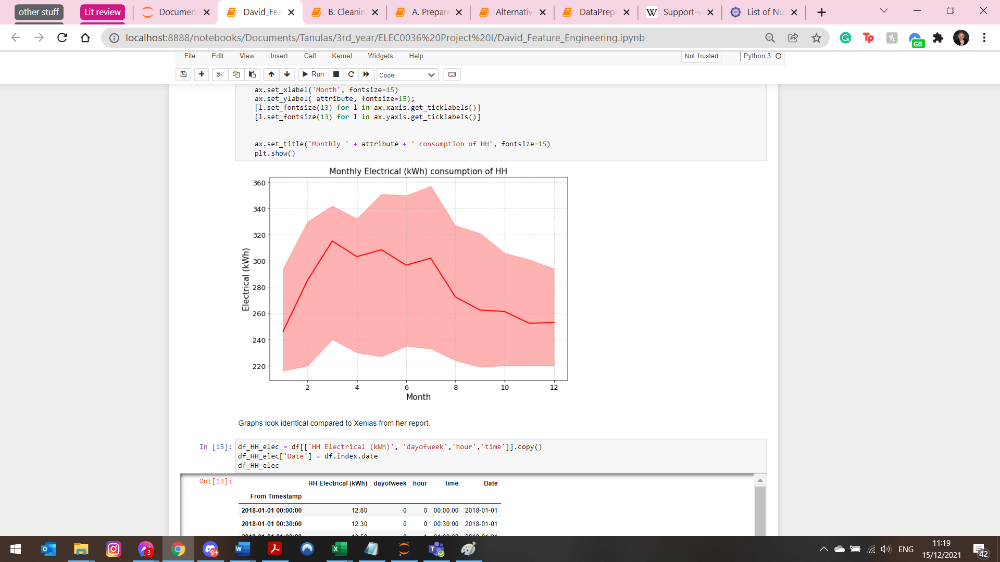 other stuff
Lit review
Documen
David_Fea
B. Cleanin
A. Prepare
Alternativ
DataPrep
Support-v
List of Nu
localhost:8888/notebooks/Documents/Tanulas/3rd_year/ELEC0036%20Project%20I/David_Feature_Engineering.ipynb
GB
File Edit View Insert Cell Kernel Widgets Help
Not Trusted
Python 3
Run
Code
ax.set_xlabel('Month', fontsize=15)
ax.set_ylabel( attribute, fontsize=15);
[l.set_fontsize(13) for l in ax.xaxis.get_ticklabels()]
[l.set_fontsize(13) for l in ax.yaxis.get_ticklabels()]
ax.set_title('Monthly ' + attribute + ' consumption of HH', fontsize=15)
plt.show()
Monthly Electrical (kWh) consumption of HH
360
340
320
300
280
260
240
220
Electrical (kWh)
2 4 6 8 10 12
Month
Graphs look identical compared to Xenias from her report.
In [13]:
df_HH_elec = df[['HH Electrical (kWh)', 'dayofweek','hour','time']].copy()
df_HH_elec['Date'] = df.index.date
df_HH_elec
Out[13]:
HH Electrical (kWh) dayofweek hour time Date
From Timestamp
2018-01-01 00:00:00 12.80 0 0 00:00:00 2018-01-01
2018-01-01 00:30:00 12.30 0 0 00:30:00 2018-01-01
3
9+
ENG
11:19
15/12/2021
42